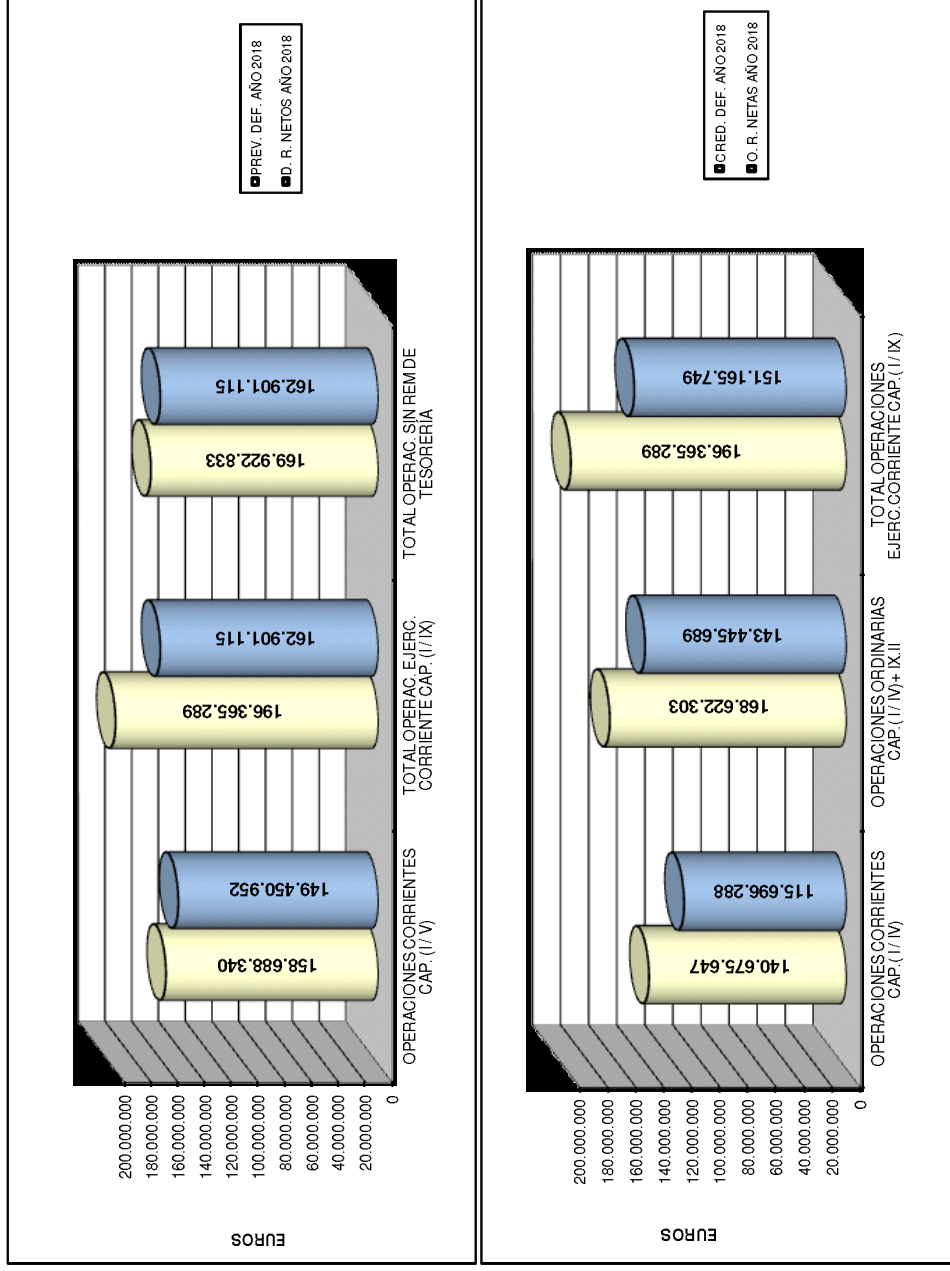 EUROS
200.000.000
180.000.000
160.000.000
140.000.000
120.000.000
100.000.000
80.000.000
60.000.000
40.000.000
20.000.000
0
158.688.340
149.450.952
196.365.289
162.901.115
169.922.833
162.901.115
OPERACIONES CORRIENTES
CAP. ( I / V)
TOTAL OPERAC. EJERC.
CORRIENTE CAP. ( I / IX)
TOTAL OPERAC. SIN REM DE
TESORERÍA
PREV. DEF. AÑO 2018
D. R. NETOS AÑO 2018
EUROS
200.000.000
180.000.000
160.000.000
140.000.000
120.000.000
100.000.000
80.000.000
60.000.000
40.000.000
20.000.000
0
140.675.647
115.696.288
168.622.303
143.445.689
196.365.289
151.165.749
OPERACIONES CORRIENTES
CAP.( I / IV)
OPERACIONES ORDINARIAS
CAP.( I / IV)+ IX.II
TOTAL OPERACIONES
EJERC.CORRIENTE CAP.( I / IX)
CRED. DEF. AÑO 2018
O. R. NETAS AÑO 2018